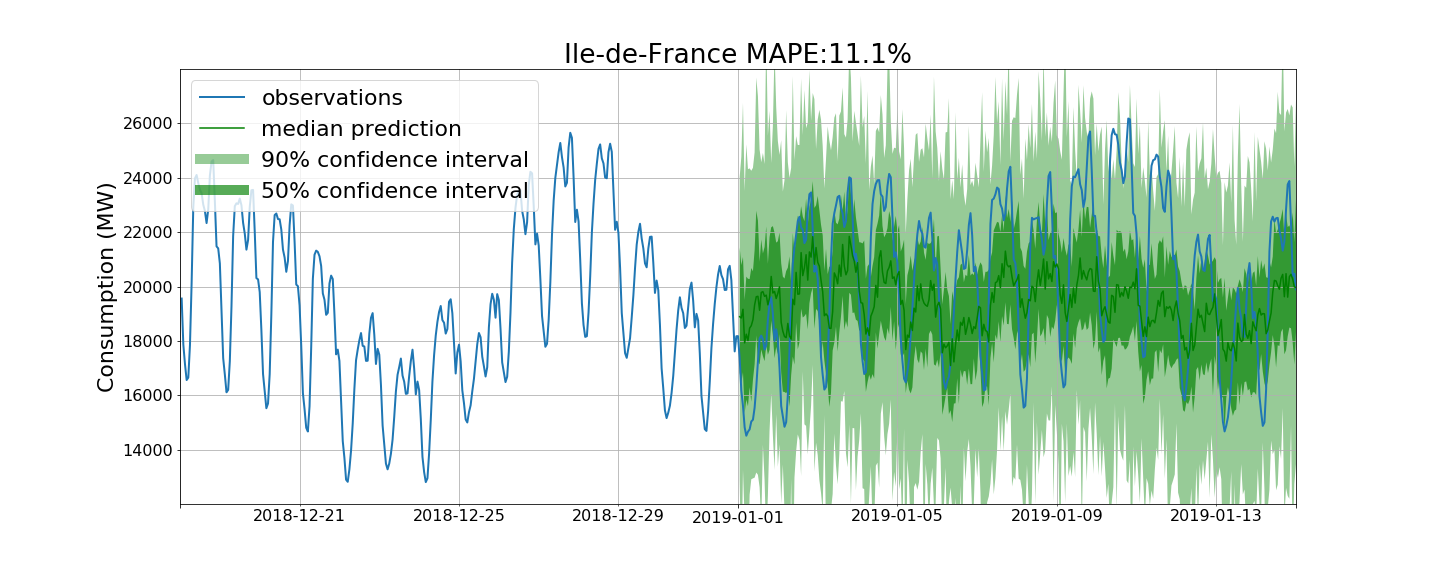 Ile-de-France MAPE:11.1%
observations
median prediction
90% confidence interval
50% confidence interval
Consumption (MW)
26000
24000
22000
20000
18000
16000
14000
2018-12-21
2018-12-25
2018-12-29
2019-01-01
2019-01-05
2019-01-09
2019-01-13